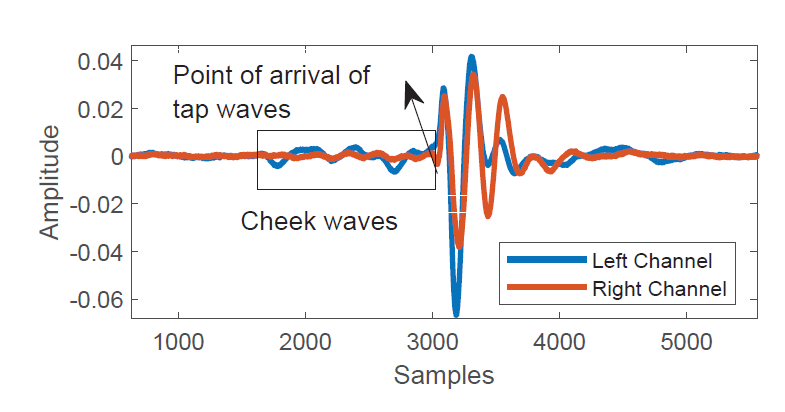 0.04
0.02
0
-0.02
-0.04
-0.06
Amplitude
Point of arrival of
tap waves
Cheek waves
Left Channel
Right Channel
1000
2000
3000
4000
5000
Samples